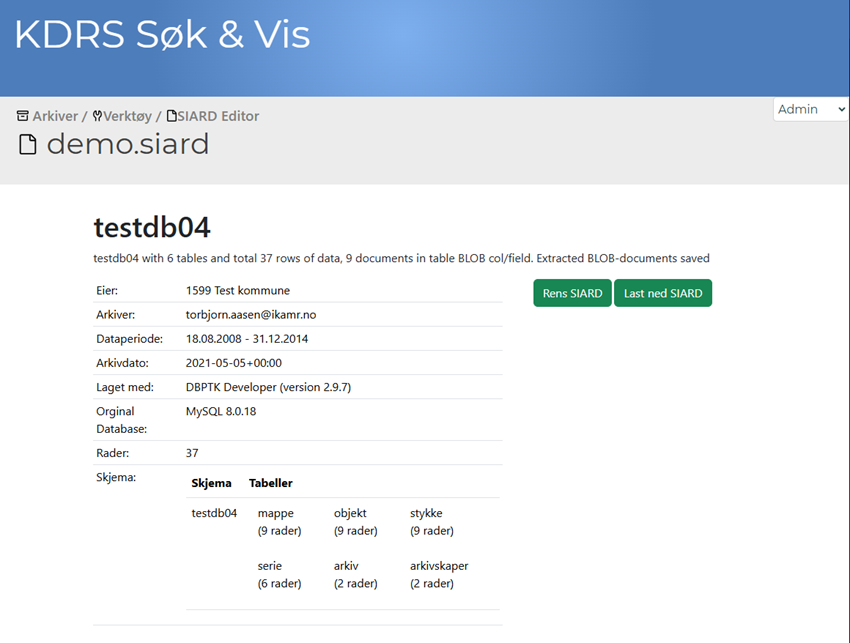 KDRS Søk & Vis
Arkiver / Verktøy / SIARD Editor
Admin
demo.siard
testdb04
testdb04 with 6 tables and total 37 rows of data, 9 documents in table BLOB col/field. Extracted BLOB-documents saved
Eier: 1599 Test kommune
Rens SIARD Last ned SIARD
Arkiver: torbjorn.aasen@ikamr.no
Dataperiode: 18.08.2008 - 31.12.2014
Arkivdato: 2021-05-05+00:00
Laget med: DBPTK Developer (version 2.9.7)
Orginal MySQL 8.0.18
Database:
Rader: 37
Skjema:
Skjema Tabeller
testdb04 mappe objekt stykke
(9 rader) (9 rader) (9 rader)
serie arkiv arkivskaper
(6 rader) (2 rader) (2 rader)